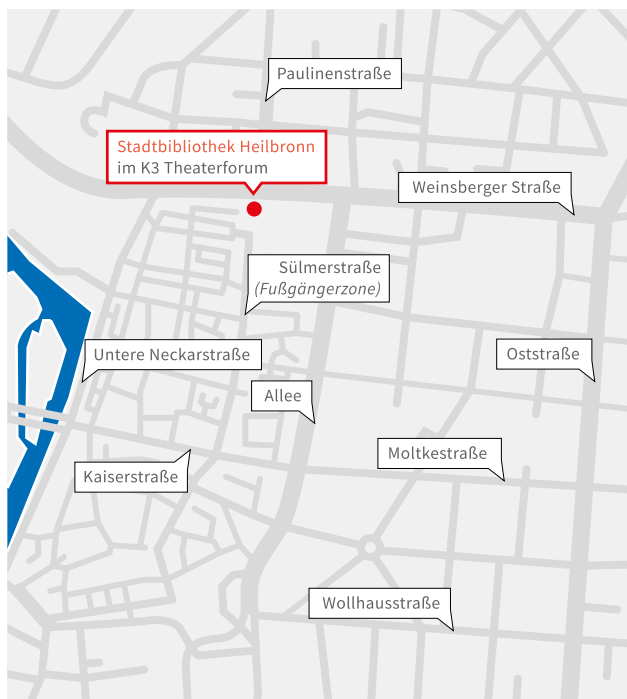 Paulinenstraße
Stadtbibliothek Heilbronn
im K3 Theaterforum
Weinsberger Straße
Sülmerstraße
(Fußgängerzone)
Untere Neckarstraße
Oststraße
Allee
Moltkestraße
Kaiserstraße
Wollhausstraße